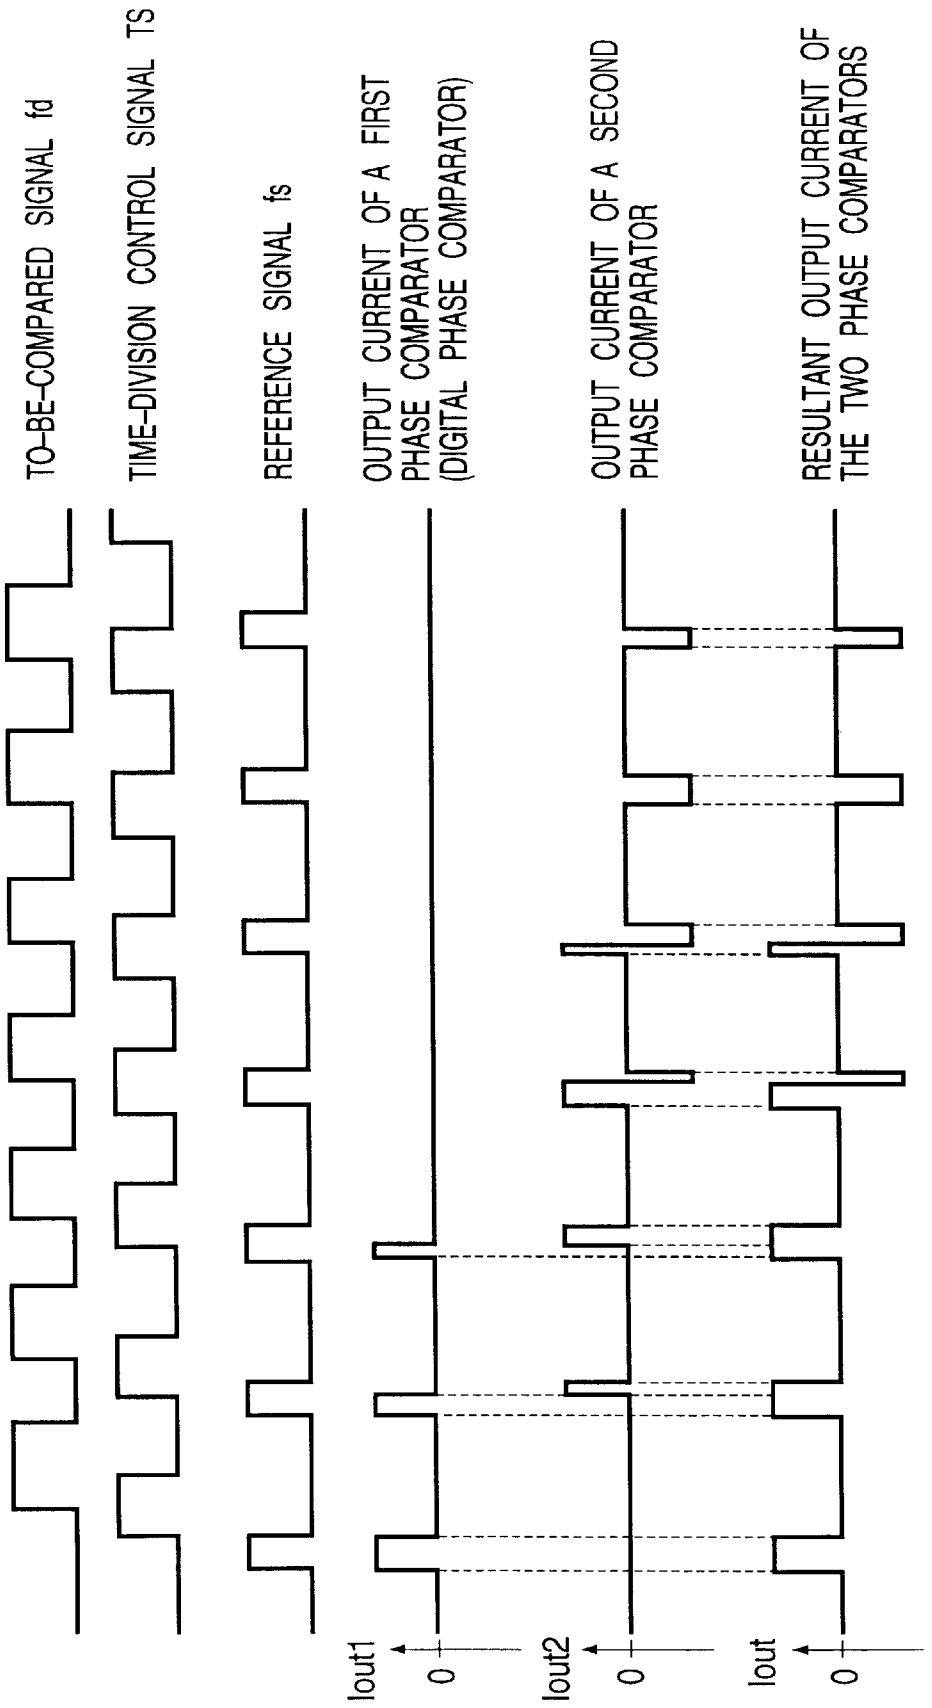 TO-BE-COMPARED SIGNAL fd
TIME-DIVISION CONTROL SIGNAL TS
REFERENCE SIGNAL fs
Iout1
0
OUTPUT CURRENT OF A FIRST
PHASE COMPARATOR
(DIGITAL PHASE COMPARATOR)
Iout2
0
OUTPUT CURRENT OF A SECOND
PHASE COMPARATOR
Iout
0
RESULTANT OUTPUT CURRENT OF
THE TWO PHASE COMPARATORS